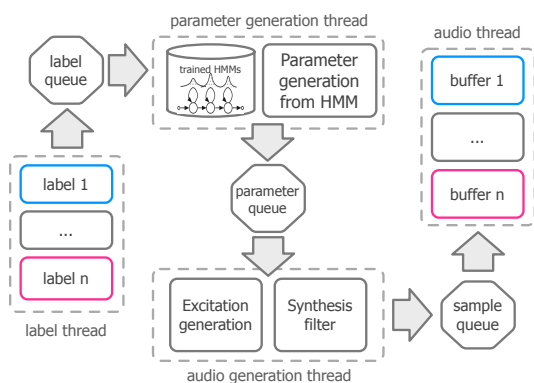 parameter generation thread
audio thread
label
queue
trained HMMs
Parameter
generation
from HMM
buffer 1
...
buffer n
label 1
...
label n
label thread
parameter
queue
Excitation
generation
Synthesis
filter
sample
queue
audio generation thread